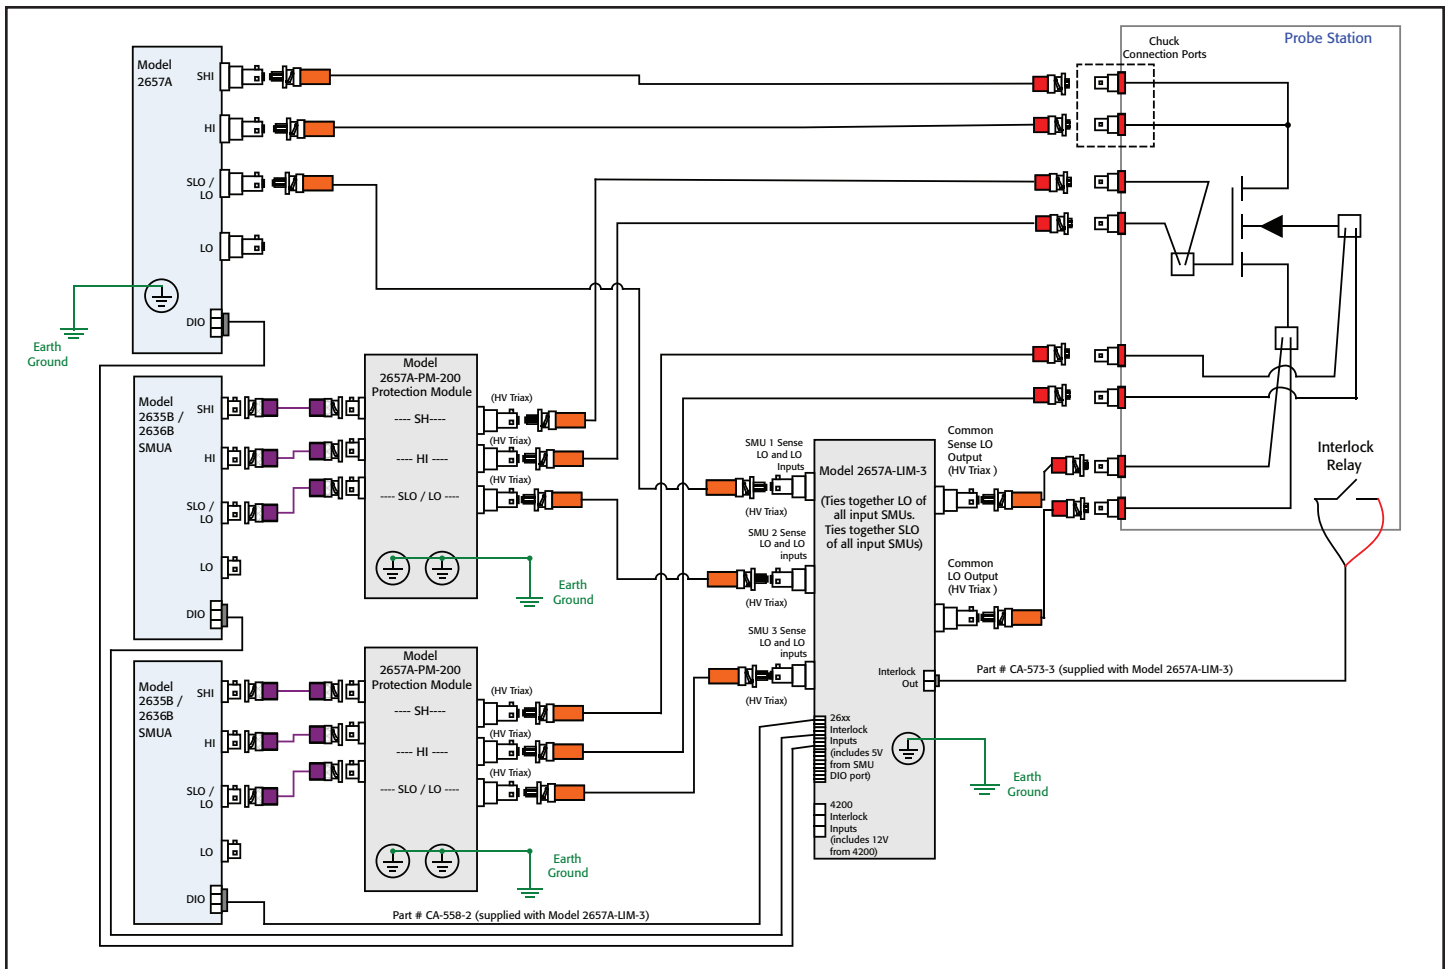 Probe Station
Chuck
Connection Ports
Model
2657A
SHI
HI
SLO /
LO
LO
DIO
Earth
Ground
Model
2635B /
2636B
SMUA
SHI
HI
SLO /
LO
LO
DIO
Model
2657A-PM-200
Protection Module
---- SH----
---- HI ----
---- SLO / LO ----
(HV Triax)
(HV Triax)
(HV Triax)
Earth
Ground
Model
2635B /
2636B
SMUA
SHI
HI
SLO /
LO
LO
DIO
Model
2657A-PM-200
Protection Module
---- SH----
---- HI ----
---- SLO / LO ----
(HV Triax)
(HV Triax)
(HV Triax)
Earth
Ground
Part # CA-558-2 (supplied with Model 2657A-LIM-3)
SMU 1 Sense
LO and LO
Inputs
(HV Triax)
SMU 2 Sense
LO and LO
inputs
(HV Triax)
SMU 3 Sense
LO and LO
inputs
(HV Triax)
Model 2657A-LIM-3
(Ties together LO of
all input SMUs.
Ties together SLO
of all input SMUs)
Common
Sense LO
Output
(HV Triax )
Common
LO Output
(HV Triax )
Interlock
Out
Part # CA-573-3 (supplied with Model 2657A-LIM-3)
26xx
Interlock
Inputs
(includes 5V
from SMU
DIO port)
4200
Interlock
Inputs
(includes 12V
from 4200)
Earth
Ground
Interlock
Relay